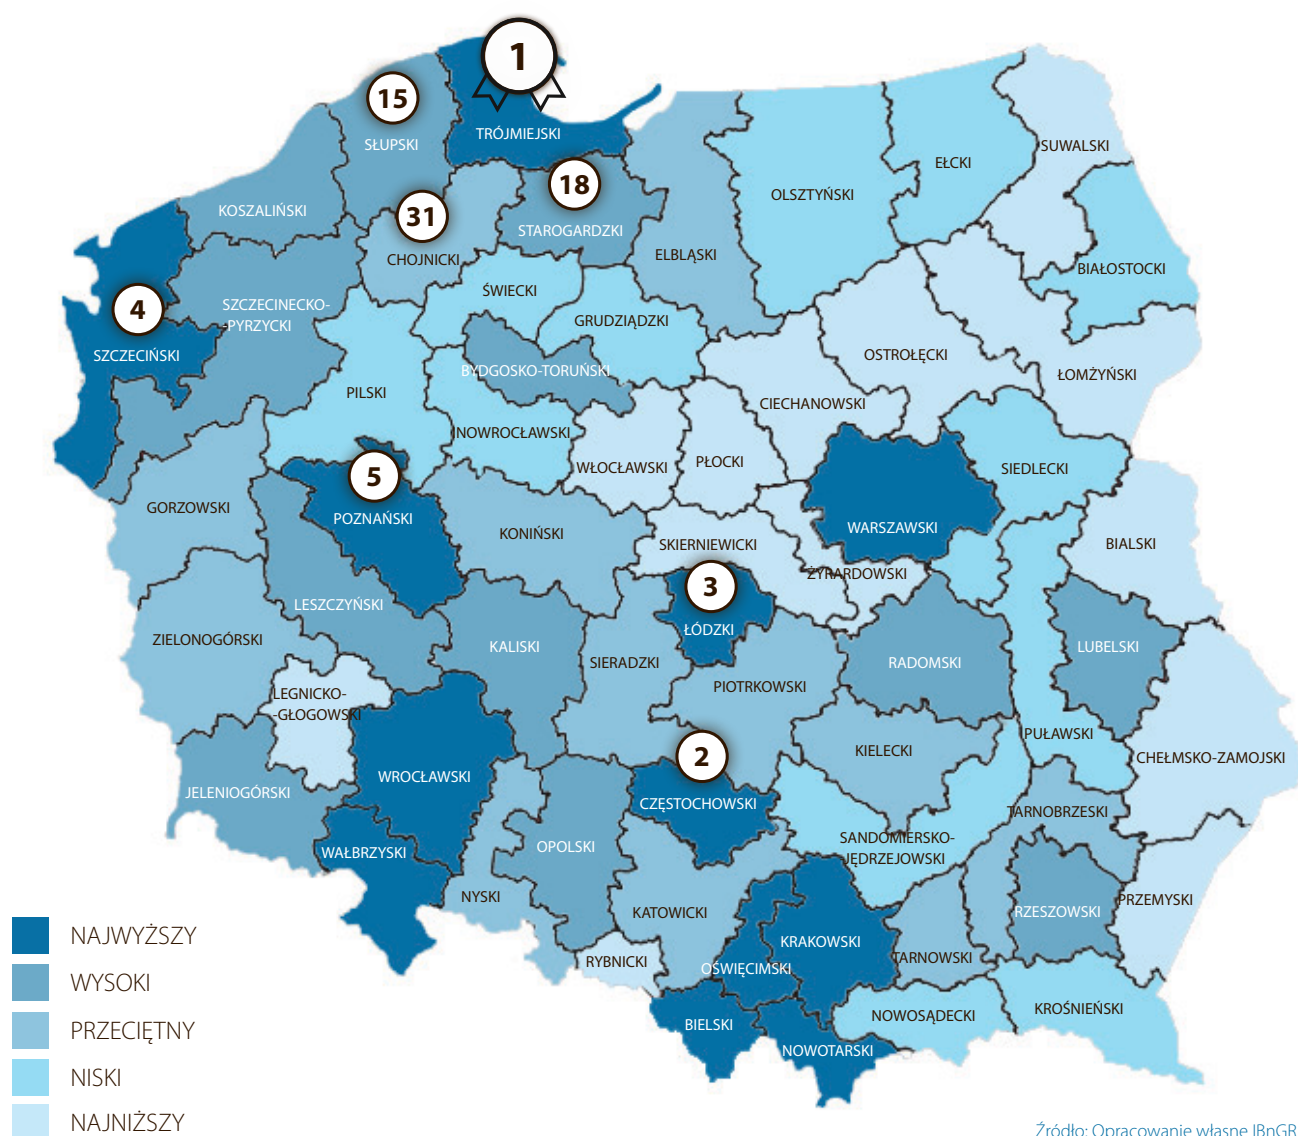 1
15
TRÓJMIEJSKI
SŁUPSKI
SUWALSKI
EŁCKI
18
OLSZTYŃSKI
KOSZALIŃSKI
31
STAROGARDZKI
ELBLĄSKI
CHOJNICKI
BIAŁOSTOCKI
ŚWIECKI
4
SZCZECINECKO-
-PYRZYCKI
GRUDZIĄDZKI
SZCZECIŃSKI
OSTROŁĘCKI
BYDGOSKO-TORUŃSKI
ŁOMŻYŃSKI
PILSKI
CIECHANOWSKI
NOWROCŁAWSKI
WŁOCŁAWSKI
PŁOCKI
SIEDLECKI
5
GORZOWSKI
POZNAŃSKI
WARSZAWSKI
KONIŃSKI
SKIERNIEWICKI
BIALSKI
ŻYRARDOWSKI
3
LESZCZYŃSKI
ŁÓDZKI
ZIELONOGÓRSKI
KALISKI
LUBELSKI
SIERADZKI
RADOMSKI
PIOTRKOWSKI
LEGNICKO-
-GŁOGOWSKI
PUŁAWSKI
KIELECKI
2
CHEŁMSKO-ZAMOJSKI
WROCŁAWSKI
JELENIOGÓRSKI
CZĘSTOCHOWSKI
TARNOBRZESKI
SANDOMIERSKO-
-JĘDRZEJOWSKI
WAŁBRZYSKI
OPOLSKI
NYSKI
PRZEMYSKI
KATOWICKI
RZESZOWSKI
NAJWYŻSZY
KRAKOWSKI
TARNOWSKI
RYBNICKI
OŚWIĘCIMSKI
WYSOKI
KROŚNIEŃSKI
NOWOSĄDECKI
BIELSKI
PRZECIĘTNY
NOWOTARSKI
NISKI
NAJNIŻSZY
Źródło: Opracowanie własne IBnGR